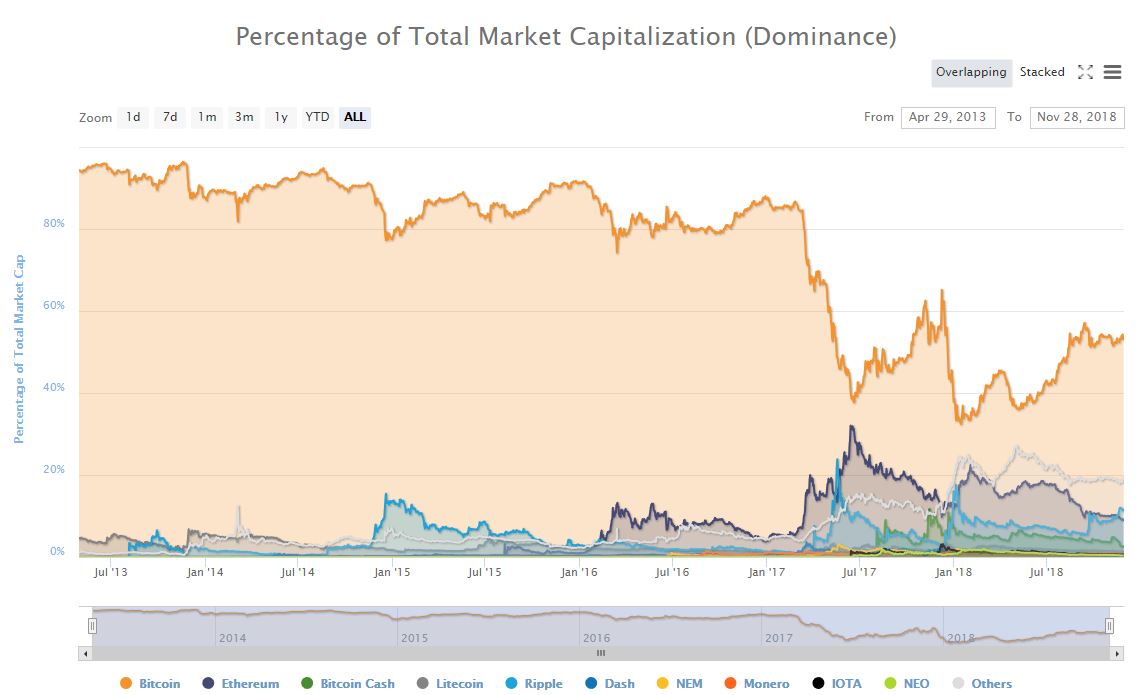 Percentage of Total Market Capitalization (Dominance)
Overlapping Stacked
Zoom 1d 7d 1m 3m 1y YTD ALL From Apr 29, 2013 To Nov 28, 2018
Percentage of Total Market Cap
80%
60%
40%
20%
0%
Jul '13 Jan '14 Jul '14 Jan '15 Jul '15 Jan '16 Jul '16 Jan '17 Jul '17 Jan '18 Jul '18
2014 2015 2016 2017 2018
Bitcoin Ethereum Bitcoin Cash Litecoin Ripple Dash NEM Monero IOTA NEO Others